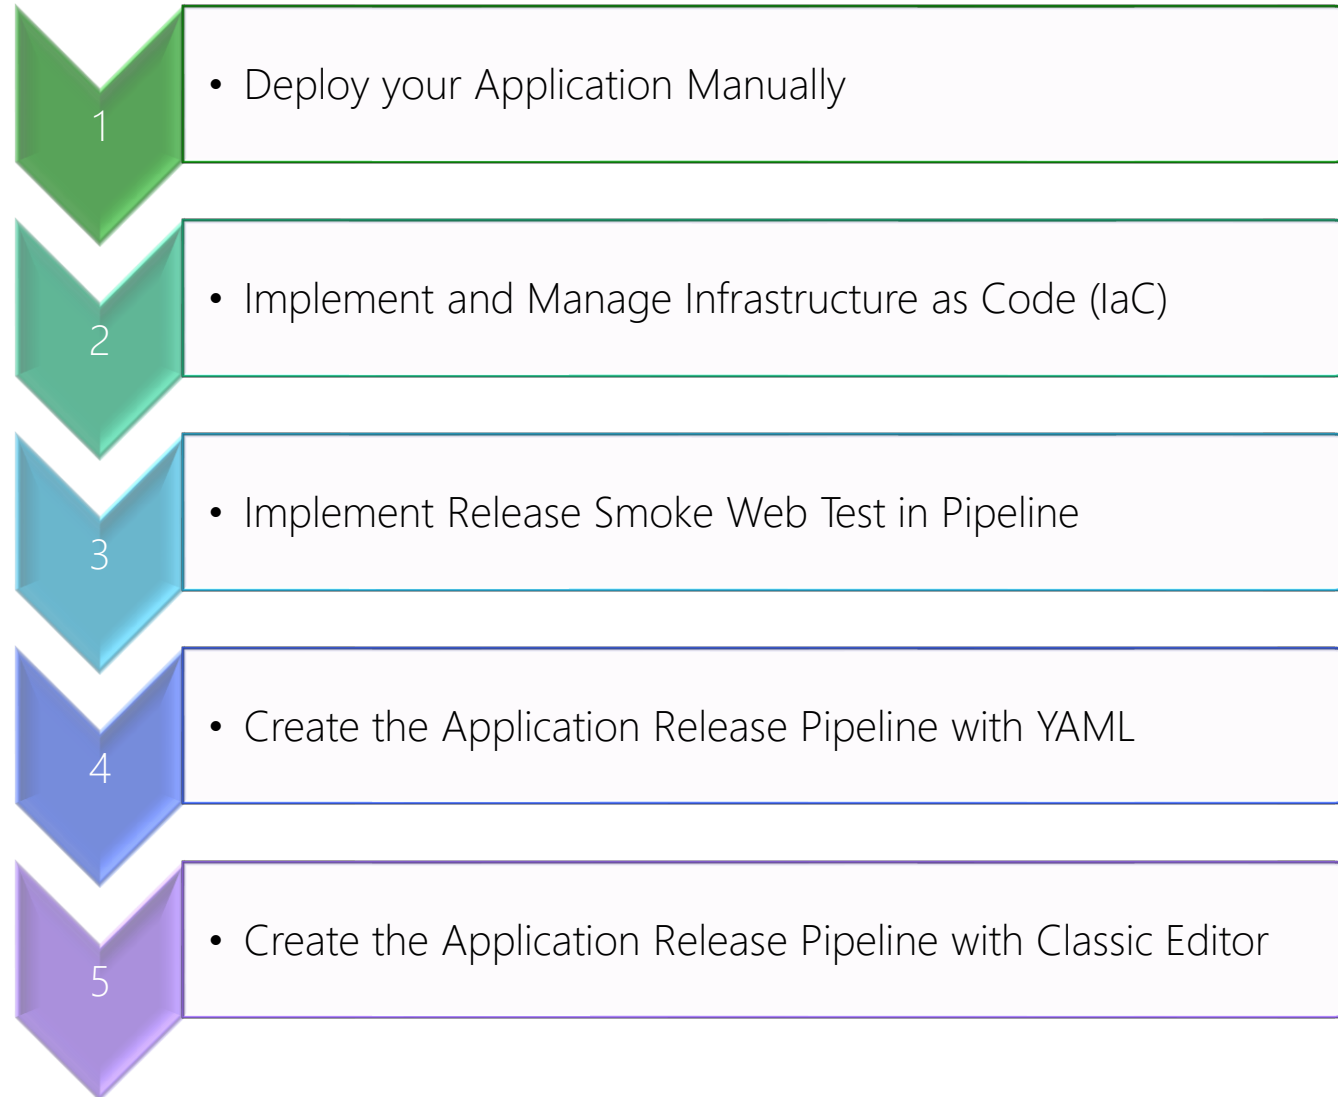 1
• Deploy your Application Manually
2
• Implement and Manage Infrastructure as Code (IaC)
3
• Implement Release Smoke Web Test in Pipeline
4
• Create the Application Release Pipeline with YAML
5
• Create the Application Release Pipeline with Classic Editor